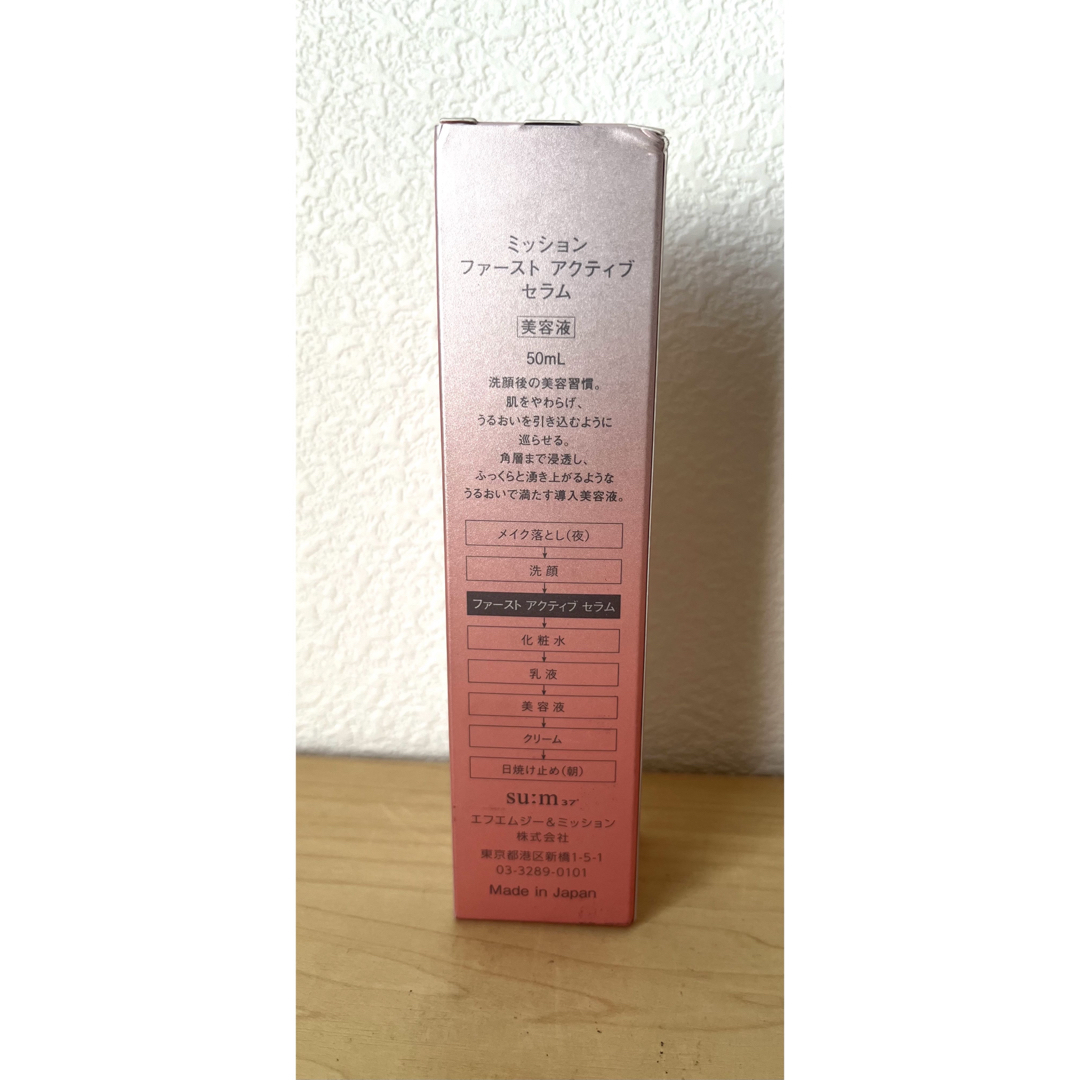 ミッション
ファースト アクティブ
セラム
美容液
50mL
洗顔後の美容習慣。
肌をやわらげ、
うるおいを引き込むように
巡らせる。
角層まで浸透し、
ふっくらと湧き上がるような
うるおいで満たす導入美容液。
メイク落とし(夜)
洗顔
ファースト アクティブ セラム
化粧水
乳液
美容液
クリーム
日焼け止め(朝)
su:m37°
エフエムジー&ミッション
株式会社
東京都港区新橋1-5-1
03-3289-0101
Made in Japan